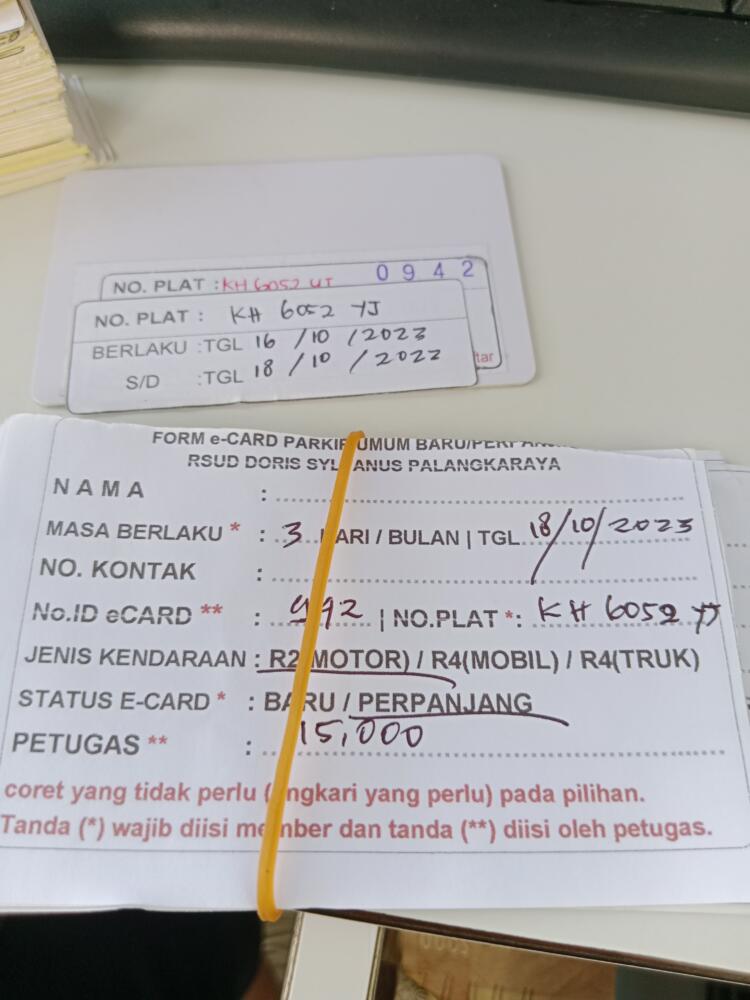 NO. PLAT : KH 6052 YJ 0942
NO. PLAT : KH 6052 YJ
BERLAKU : TGL 16 / 10 / 2023
S/D : TGL 18 / 10 / 2023
tar
FORM e-CARD PARKIR UMUM BARU/PERPANJANG
RSUD DORIS SYLVANUS PALANGKARAYA
NAMA :
MASA BERLAKU * : 3 HARI / BULAN | TGL 18/10/2023
NO. KONTAK :
No.ID eCARD ** : 942 | NO.PLAT *: KH 6052 YJ
JENIS KENDARAAN : R2(MOTOR) / R4(MOBIL) / R4(TRUK)
STATUS E-CARD * : BARU / PERPANJANG
PETUGAS ** : 15,000
coret yang tidak perlu (lingkari yang perlu) pada pilihan.
Tanda (*) wajib diisi member dan tanda (**) diisi oleh petugas.